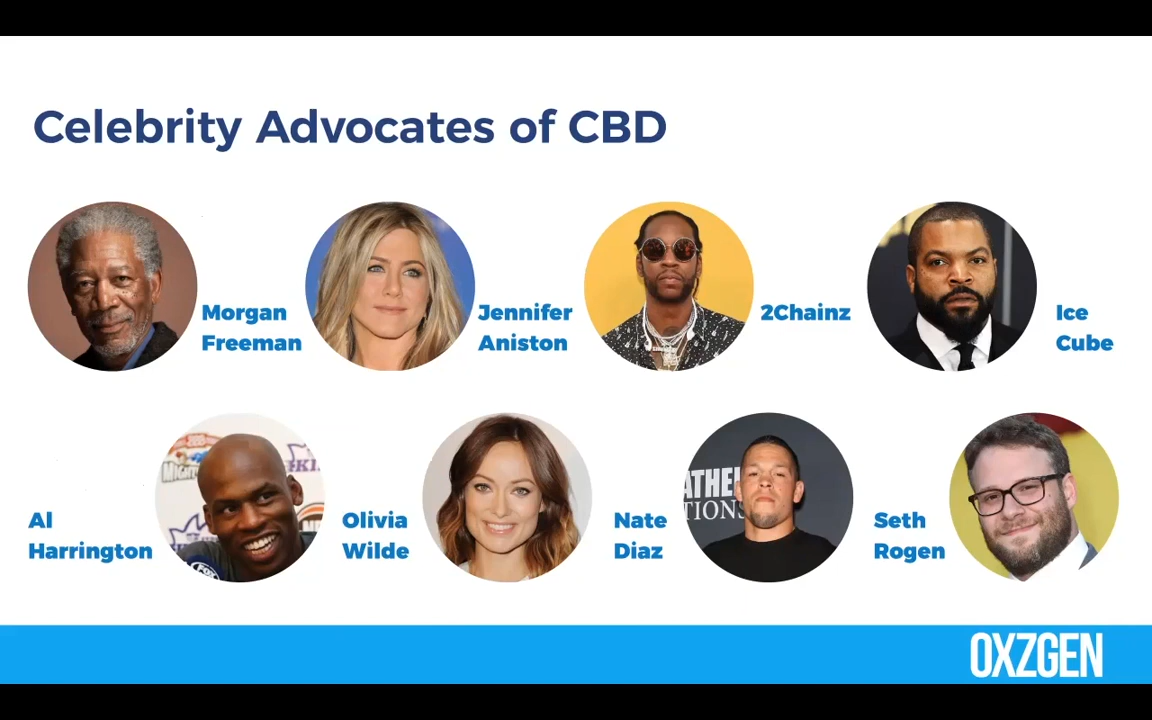 Celebrity Advocates of CBD
Morgan
Freeman
Jennifer
Aniston
2Chainz
Ice
Cube
Al
Harrington
Olivia
Wilde
Nate
Diaz
Seth
Rogen
FOX
OXZGEN